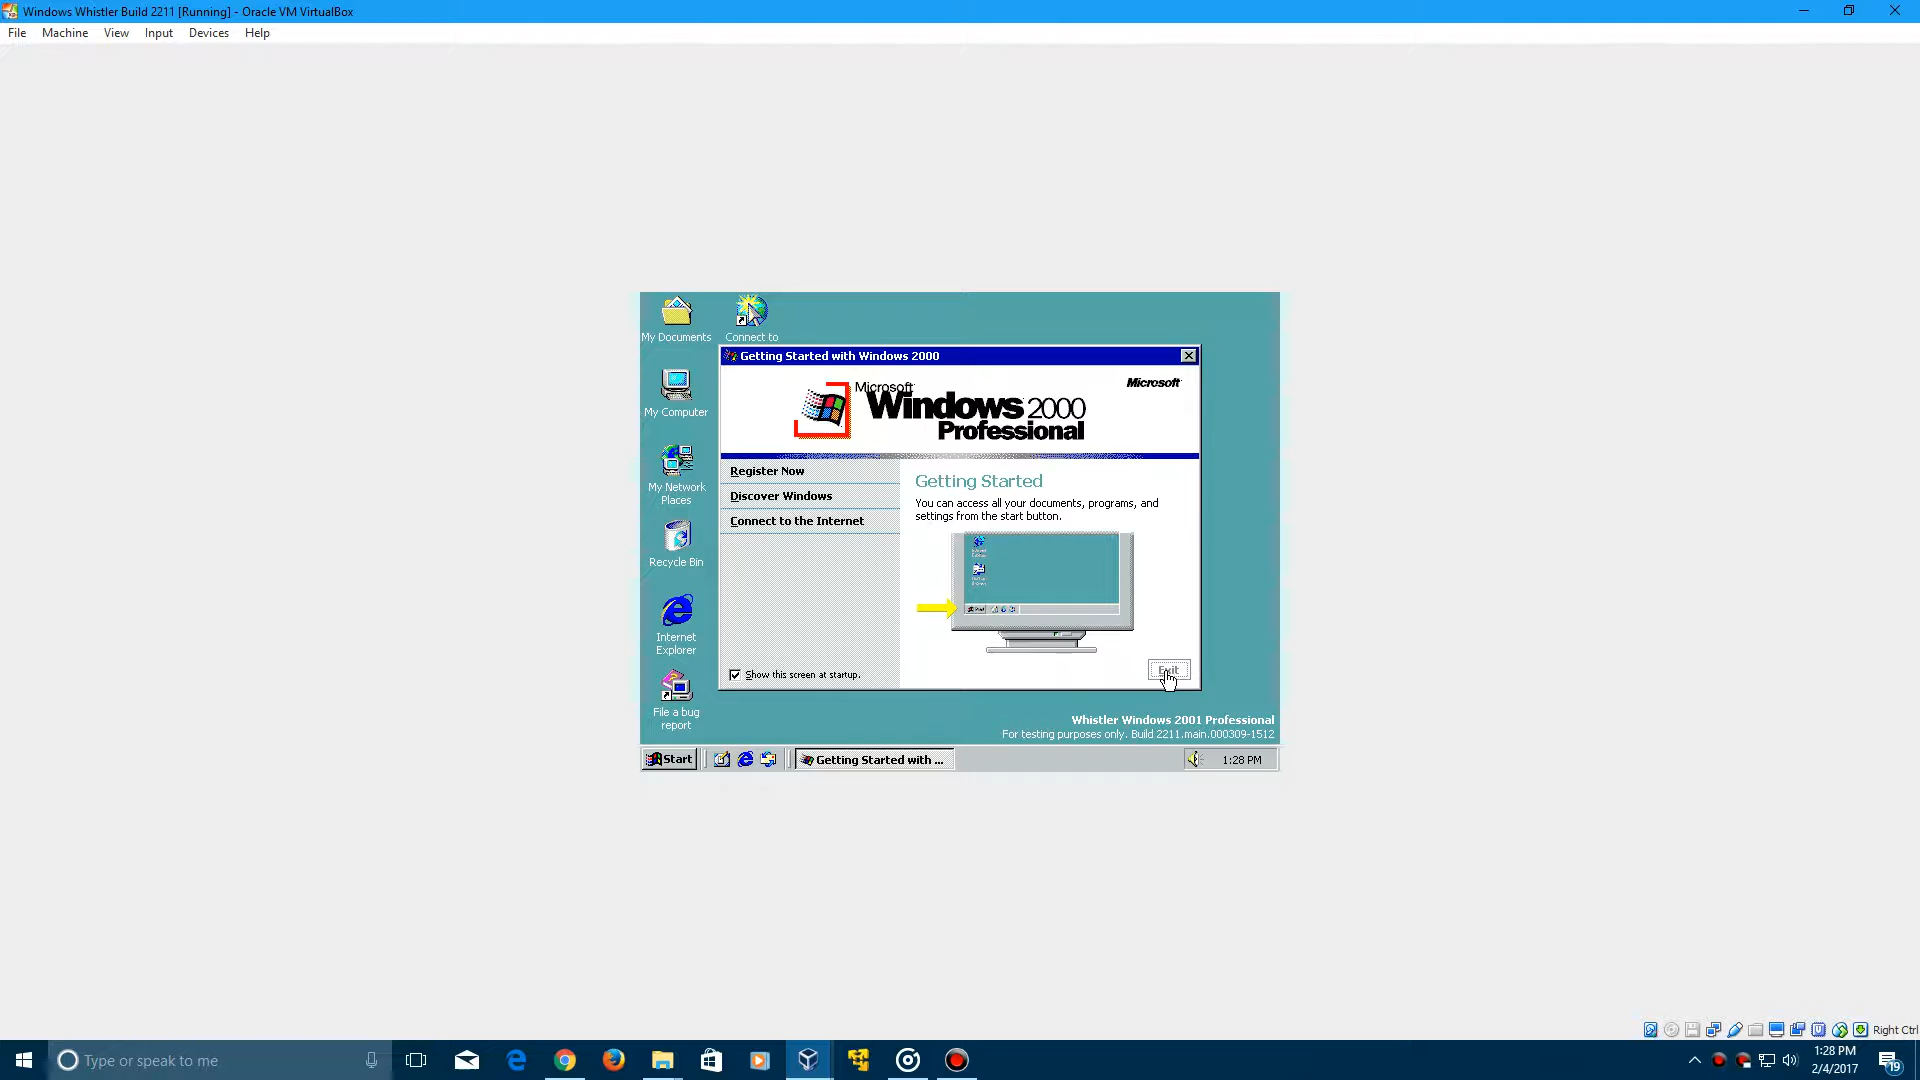 Windows Whistler Build 2211 [Running] - Oracle VM VirtualBox
File Machine View Input Devices Help
My Documents
Connect to
My Computer
My Network
Places
Recycle Bin
Internet
Explorer
File a bug
report
Getting Started with Windows 2000
Microsoft
Microsoft
Windows 2000
Professional
Register Now
Discover Windows
Connect to the Internet
Getting Started
You can access all your documents, programs, and
settings from the start button.
Start
Show this screen at startup.
Exit
Whistler Windows 2001 Professional
For testing purposes only. Build 2211.main.000309-1512
Start
Getting Started with ...
1:28 PM
Right Ctrl
Type or speak to me
1:28 PM
2/4/2017
19